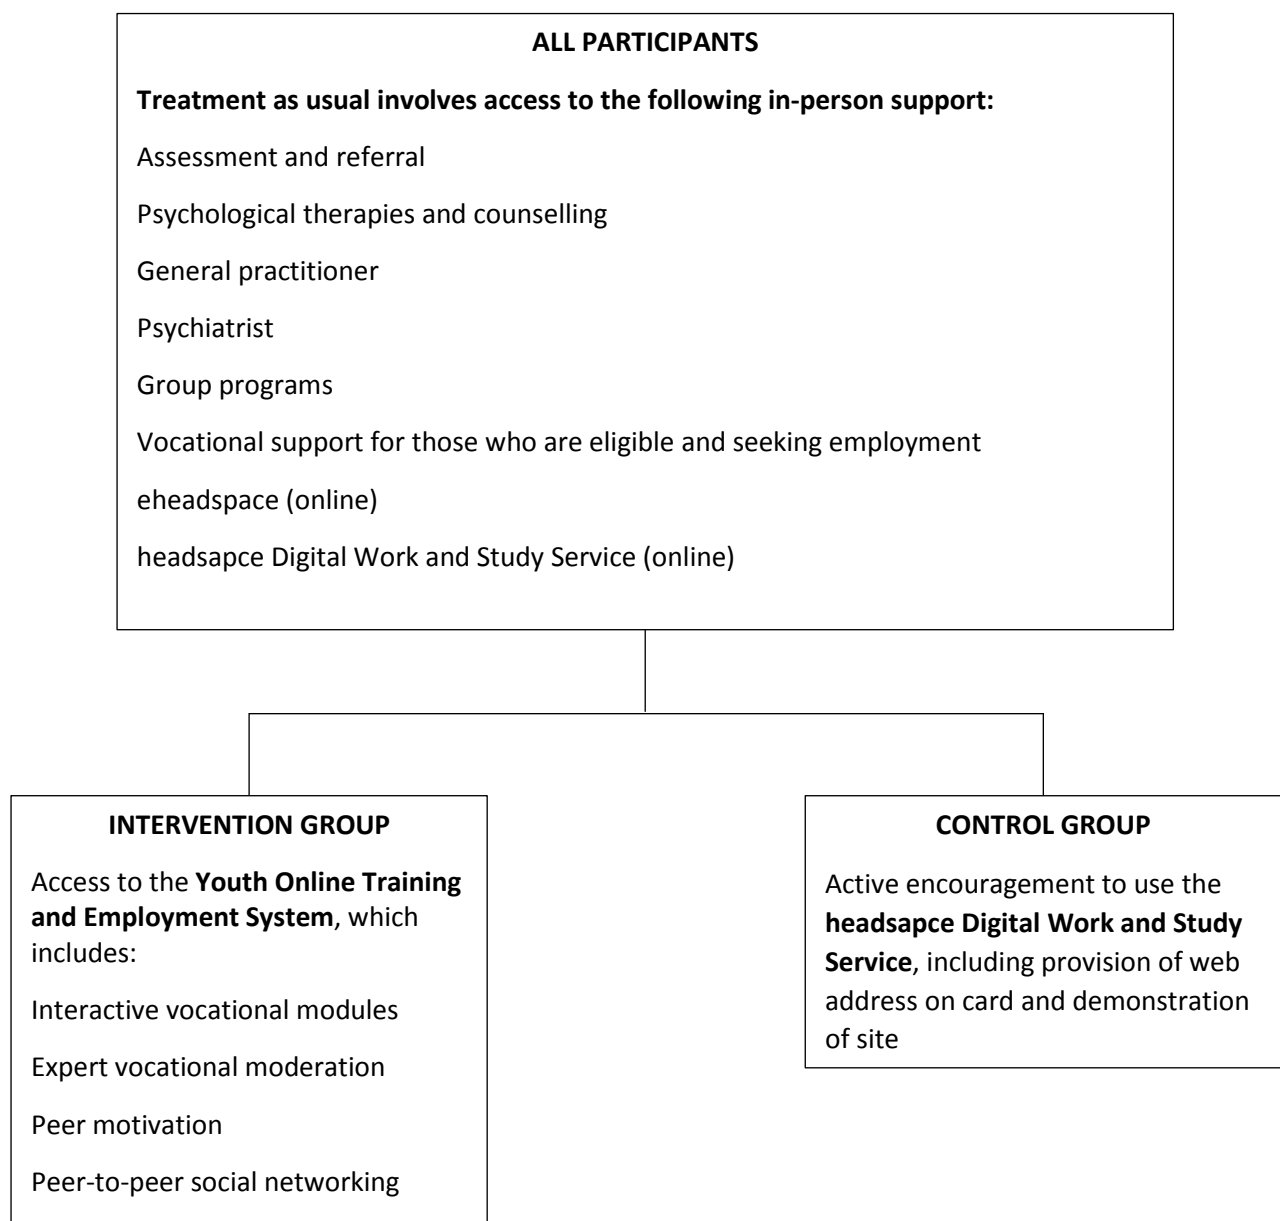 ALL PARTICIPANTS
Treatment as usual involves access to the following in-person support:
Assessment and referral
Psychological therapies and counselling
General practitioner
Psychiatrist
Group programs
Vocational support for those who are eligible and seeking employment
eheadspace (online)
headsapce Digital Work and Study Service (online)
INTERVENTION GROUP
Access to the Youth Online Training
and Employment System, which
includes:
Interactive vocational modules
Expert vocational moderation
Peer motivation
Peer-to-peer social networking
CONTROL GROUP
Active encouragement to use the
headsapce Digital Work and Study
Service, including provision of web
address on card and demonstration
of site